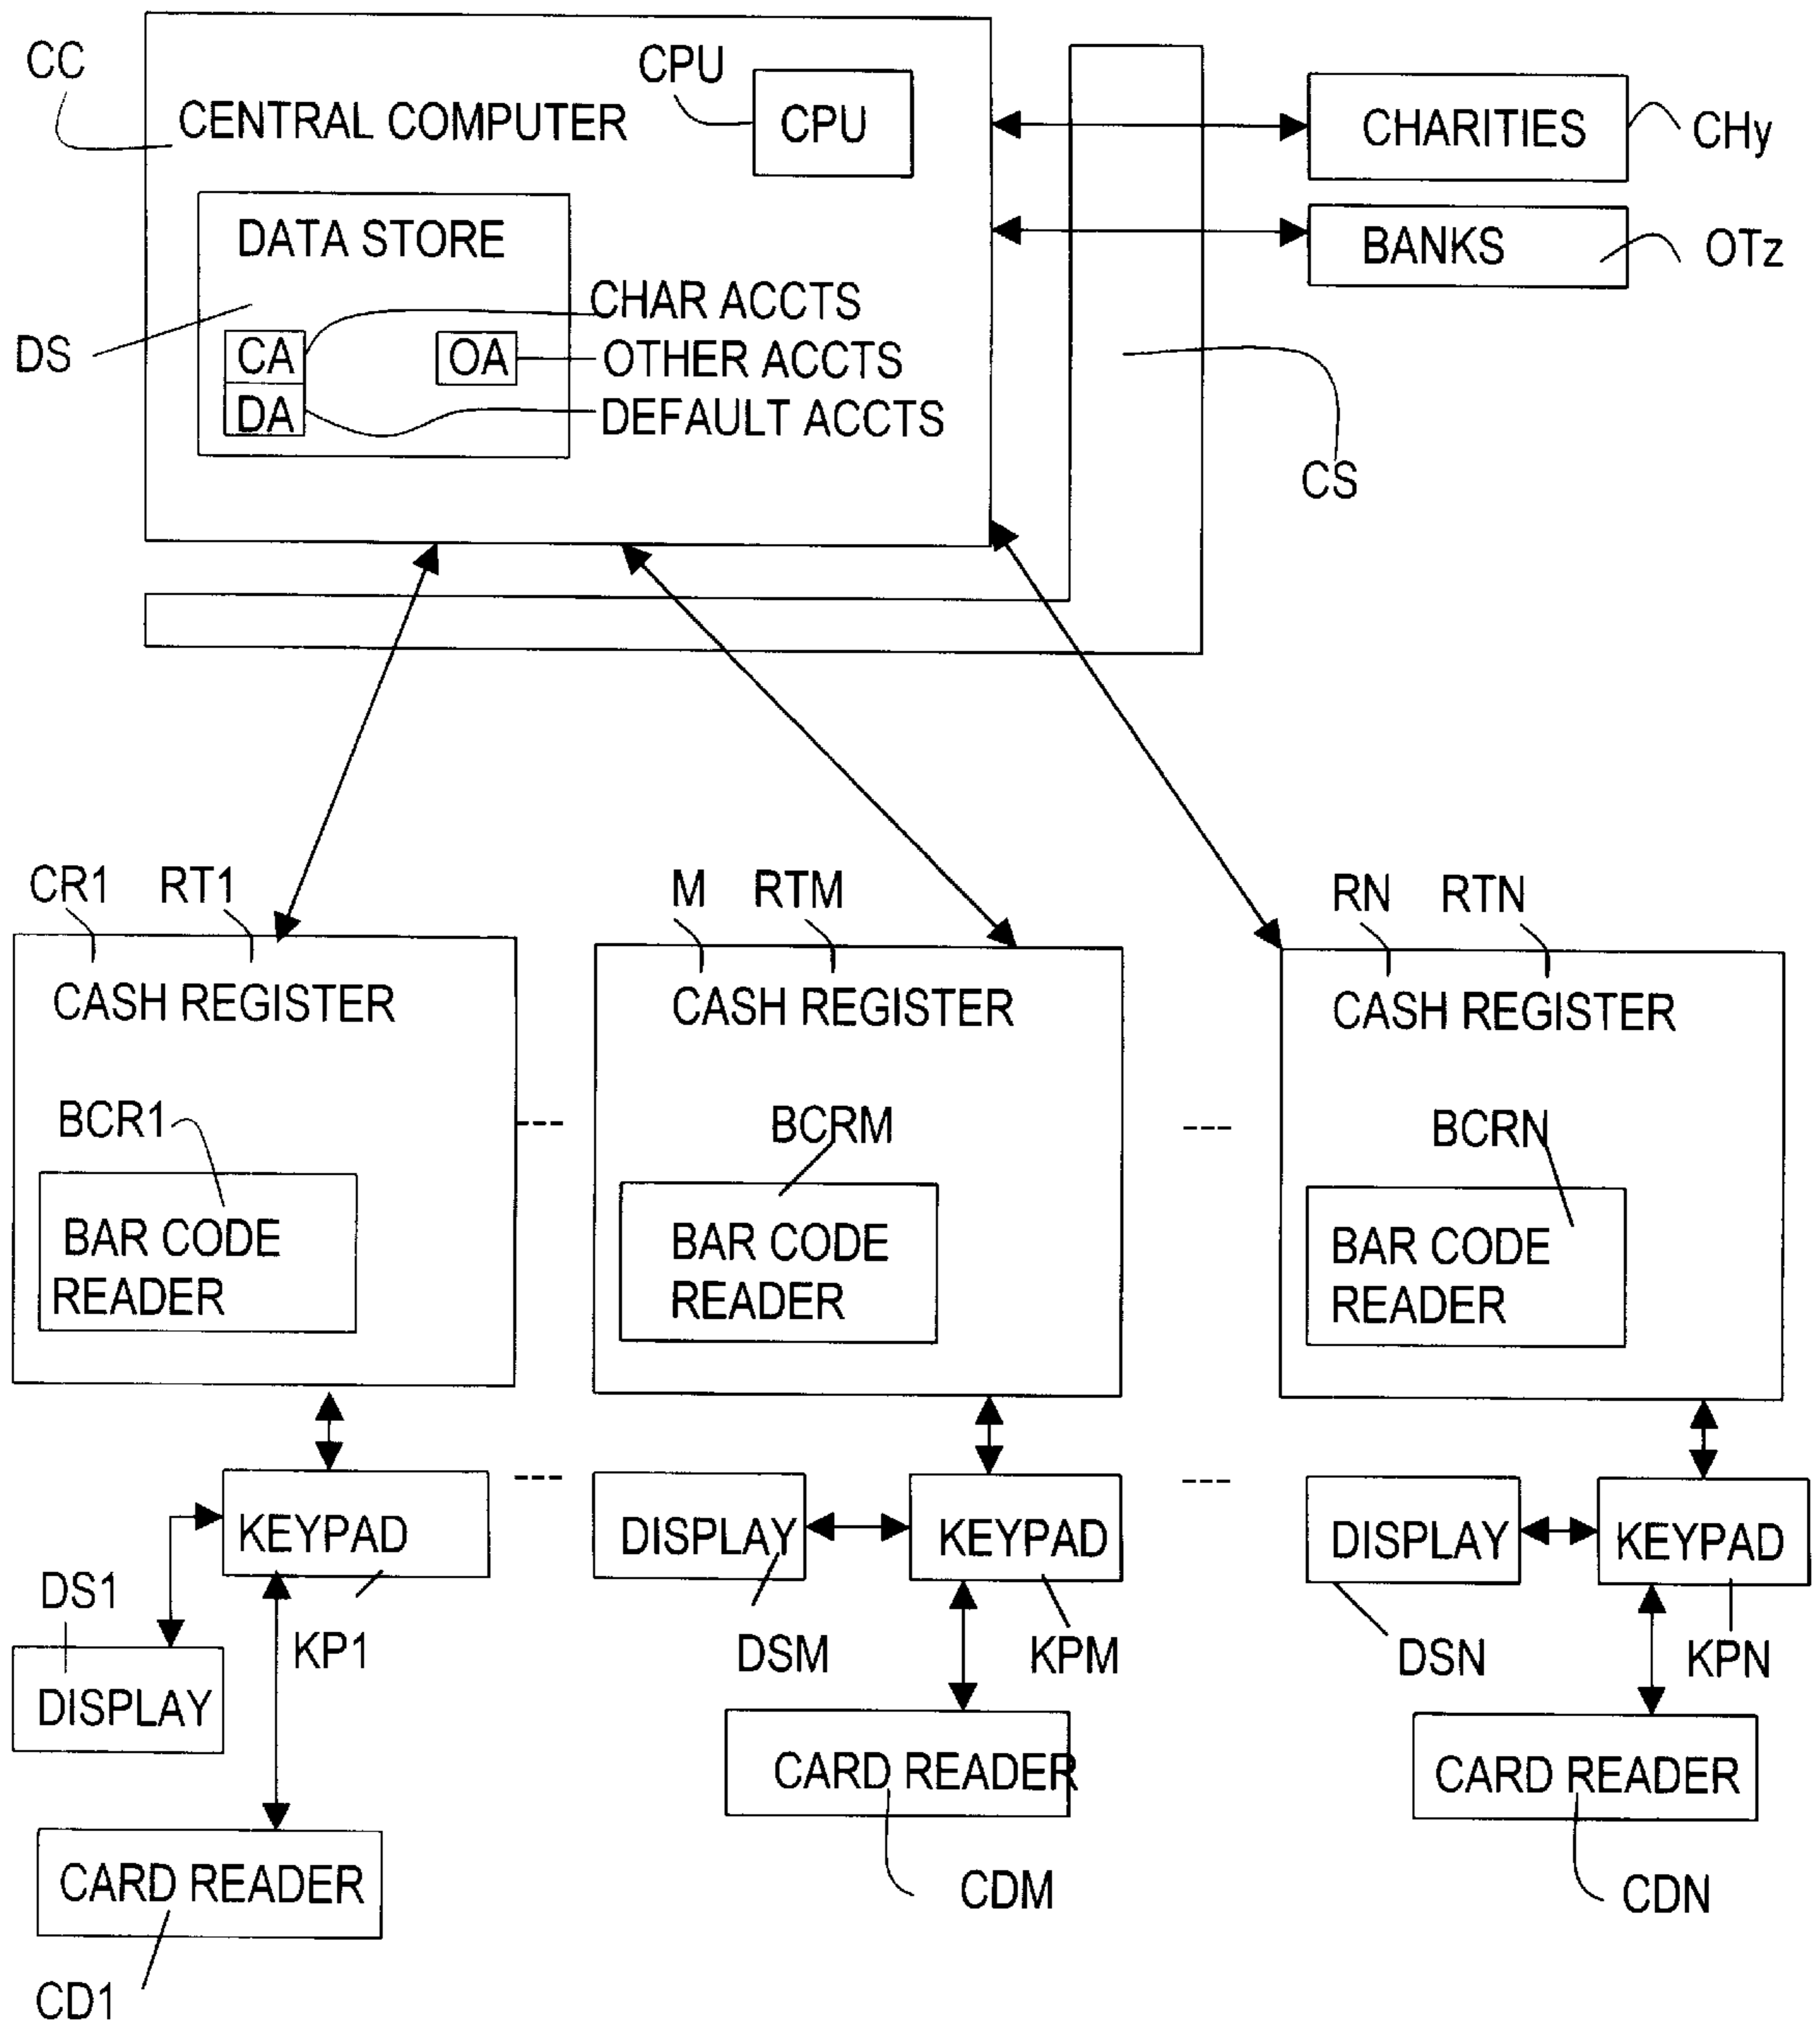 CC
CPU
CENTRAL COMPUTER
CPU
CHARITIES
CHy
DATA STORE
BANKS
OTz
CHAR ACCTS
DS
CA
OA
OTHER ACCTS
DA
DEFAULT ACCTS
CS
CR1
RT1
M
RTM
RN
RTN
CASH REGISTER
CASH REGISTER
CASH REGISTER
BCR1
---
BCRM
---
BCRN
BAR CODE
READER
BAR CODE
READER
BAR CODE
READER
---
---
KEYPAD
DISPLAY
KEYPAD
DISPLAY
KEYPAD
DS1
KP1
DSM
KPM
DSN
KPN
DISPLAY
CARD READER
CARD READER
CARD READER
CDM
CDN
CD1